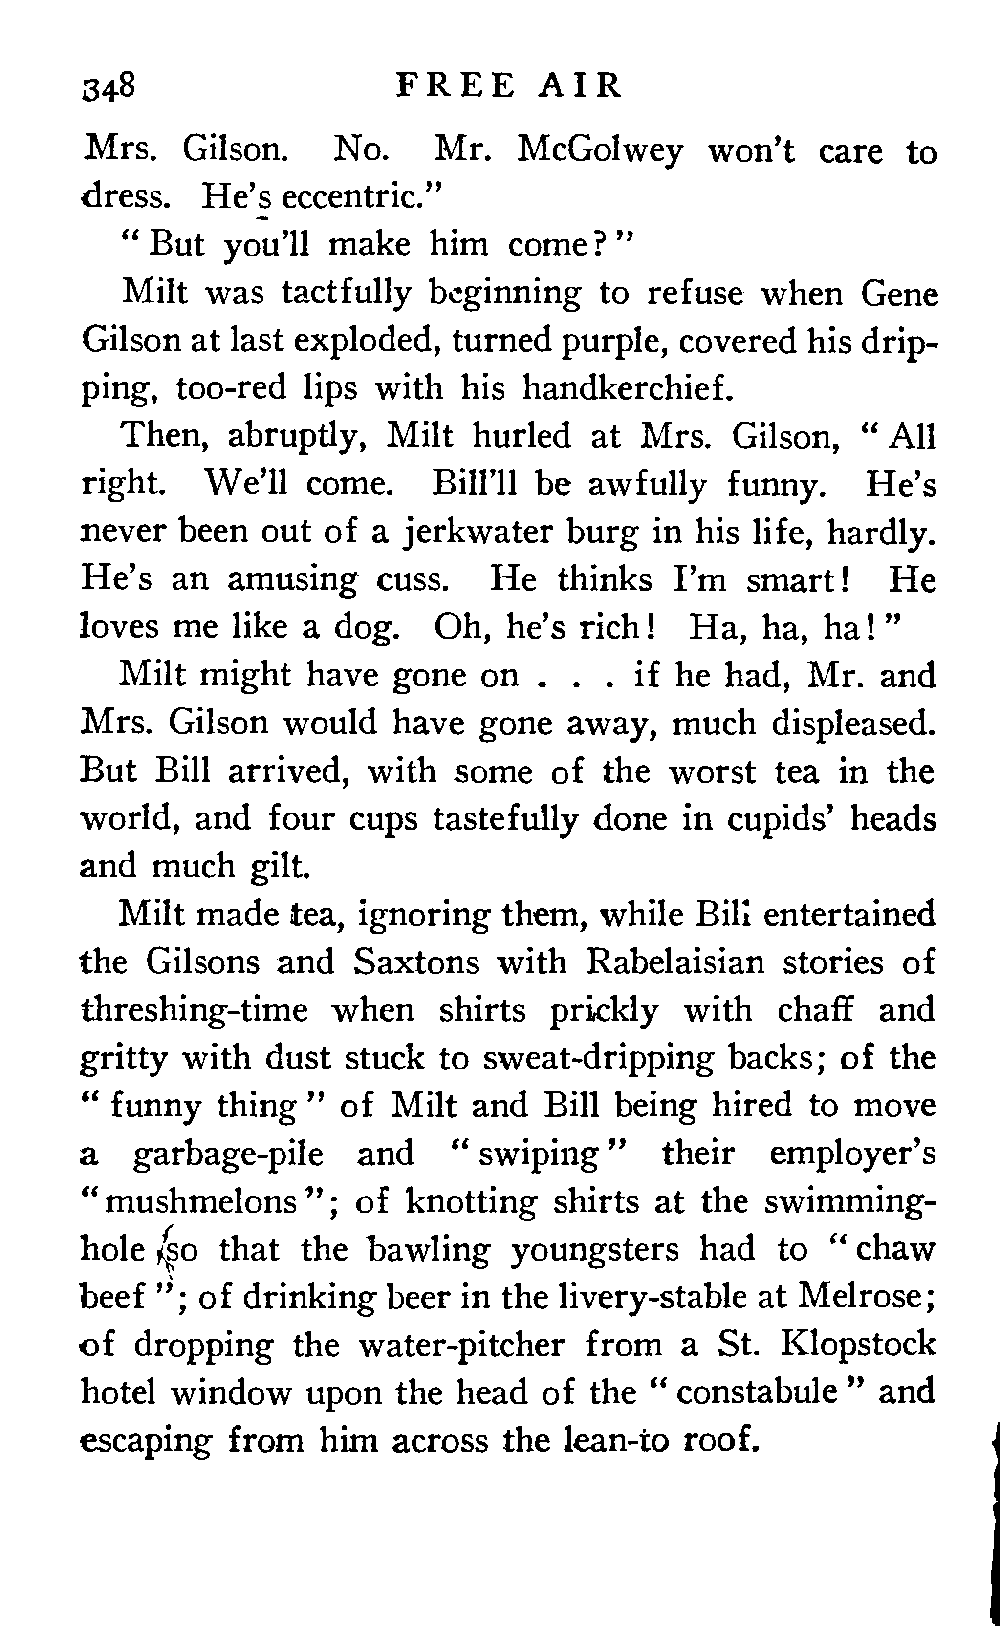 348 FREE AIR
Mrs. Gilson. No. Mr. McGolwey won't care to
dress. He's eccentric."
" But you'll make him come? "
Milt was tactfully beginning to refuse when Gene
Gilson at last exploded, turned purple, covered his drip-
ping, too-red lips with his handkerchief.
Then, abruptly, Milt hurled at Mrs. Gilson, " All
right. We'll come. Bill'll be awfully funny. He's
never been out of a jerkwater burg in his life, hardly.
He's an amusing cuss. He thinks I'm smart! He
loves me like a dog. Oh, he's rich! Ha, ha, ha! "
Milt might have gone on . . . if he had, Mr. and
Mrs. Gilson would have gone away, much displeased.
But Bill arrived, with some of the worst tea in the
world, and four cups tastefully done in cupids' heads
and much gilt.
Milt made tea, ignoring them, while Bill entertained
the Gilsons and Saxtons with Rabelaisian stories of
threshing-time when shirts prickly with chaff and
gritty with dust stuck to sweat-dripping backs; of the
" funny thing " of Milt and Bill being hired to move
a garbage-pile and " swiping " their employer's
" mushmelons "; of knotting shirts at the swimming-
hole so that the bawling youngsters had to " chaw
beef "; of drinking beer in the livery-stable at Melrose;
of dropping the water-pitcher from a St. Klopstock
hotel window upon the head of the " constabule " and
escaping from him across the lean-to roof.